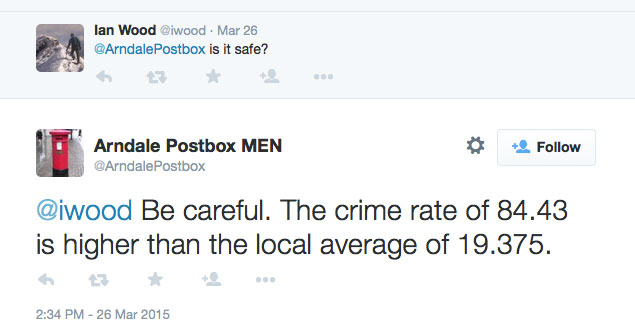 Ian Wood @iwood · Mar 26
@ArndalePostbox is it safe?
Arndale Postbox MEN
@ArndalePostbox
Follow
@iwood Be careful. The crime rate of 84.43
is higher than the local average of 19.375.
2:34 PM - 26 Mar 2015